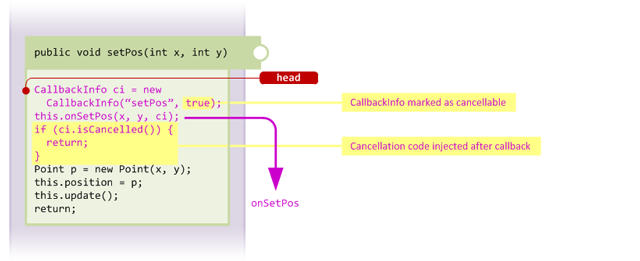 public void setPos(int x, int y)
head
CallbackInfo ci = new
CallbackInfo(“setPos”, true);
this.onSetPos(x, y, ci);
if (ci.isCancelled()) {
return;
}
Point p = new Point(x, y);
this.position = p;
this.update();
return;
CallbackInfo marked as cancellable
Cancellation code injected after callback
onSetPos